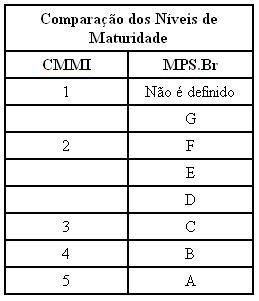 Comparação dos Níveis de
Maturidade
CMMI MPS.Br
1 Não é definido
G
2 F
E
D
3 C
4 B
5 A